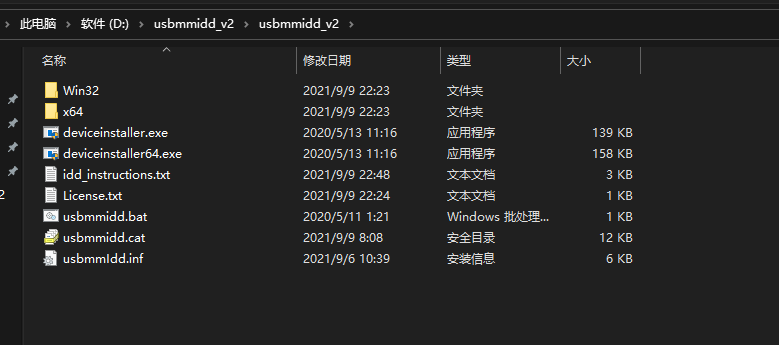 此电脑 软件 (D:) usbmmidd_v2 usbmmidd_v2
名称 修改日期 类型 大小
Win32 2021/9/9 22:23 文件夹
x64 2021/9/9 22:23 文件夹
deviceinstaller.exe 2020/5/13 11:16 应用程序 139 KB
deviceinstaller64.exe 2020/5/13 11:16 应用程序 158 KB
idd_instructions.txt 2021/9/9 22:48 文本文档 3 KB
License.txt 2021/9/9 22:24 文本文档 1 KB
2
usbmmidd.bat 2020/5/11 1:21 Windows 批处理... 1 KB
usbmmidd.cat 2021/9/9 8:08 安全目录 12 KB
usbmmIdd.inf 2021/9/6 10:39 安装信息 6 KB